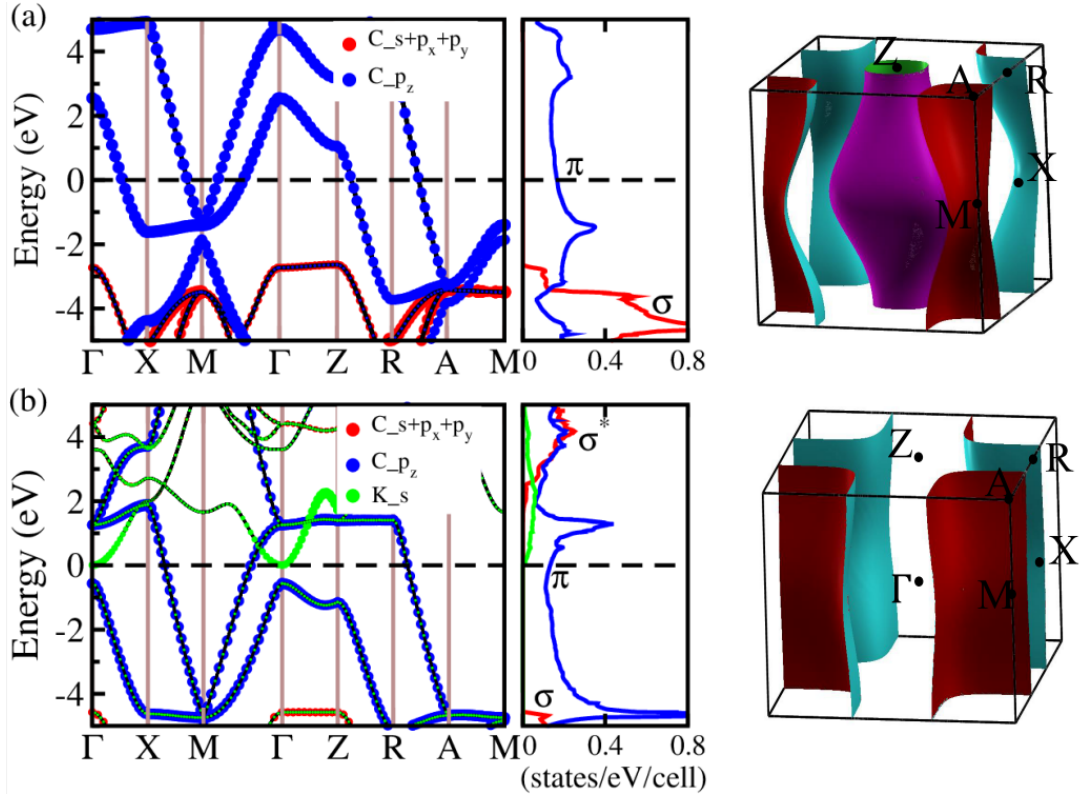 (a)
4
2
0
-2
-4
Energy (eV)
C_s+p_x+p_y
C_p_z
Γ X M Γ Z R A M
π
σ
0 0.4 0.8
Z
A
R
X
M
(b)
4
2
0
-2
-4
Energy (eV)
C_s+p_x+p_y
C_p_z
K_s
Γ X M Γ Z R A M
σ*
π
σ
0 0.4 0.8
(states/eV/cell)
Z
R
A
X
Γ
M